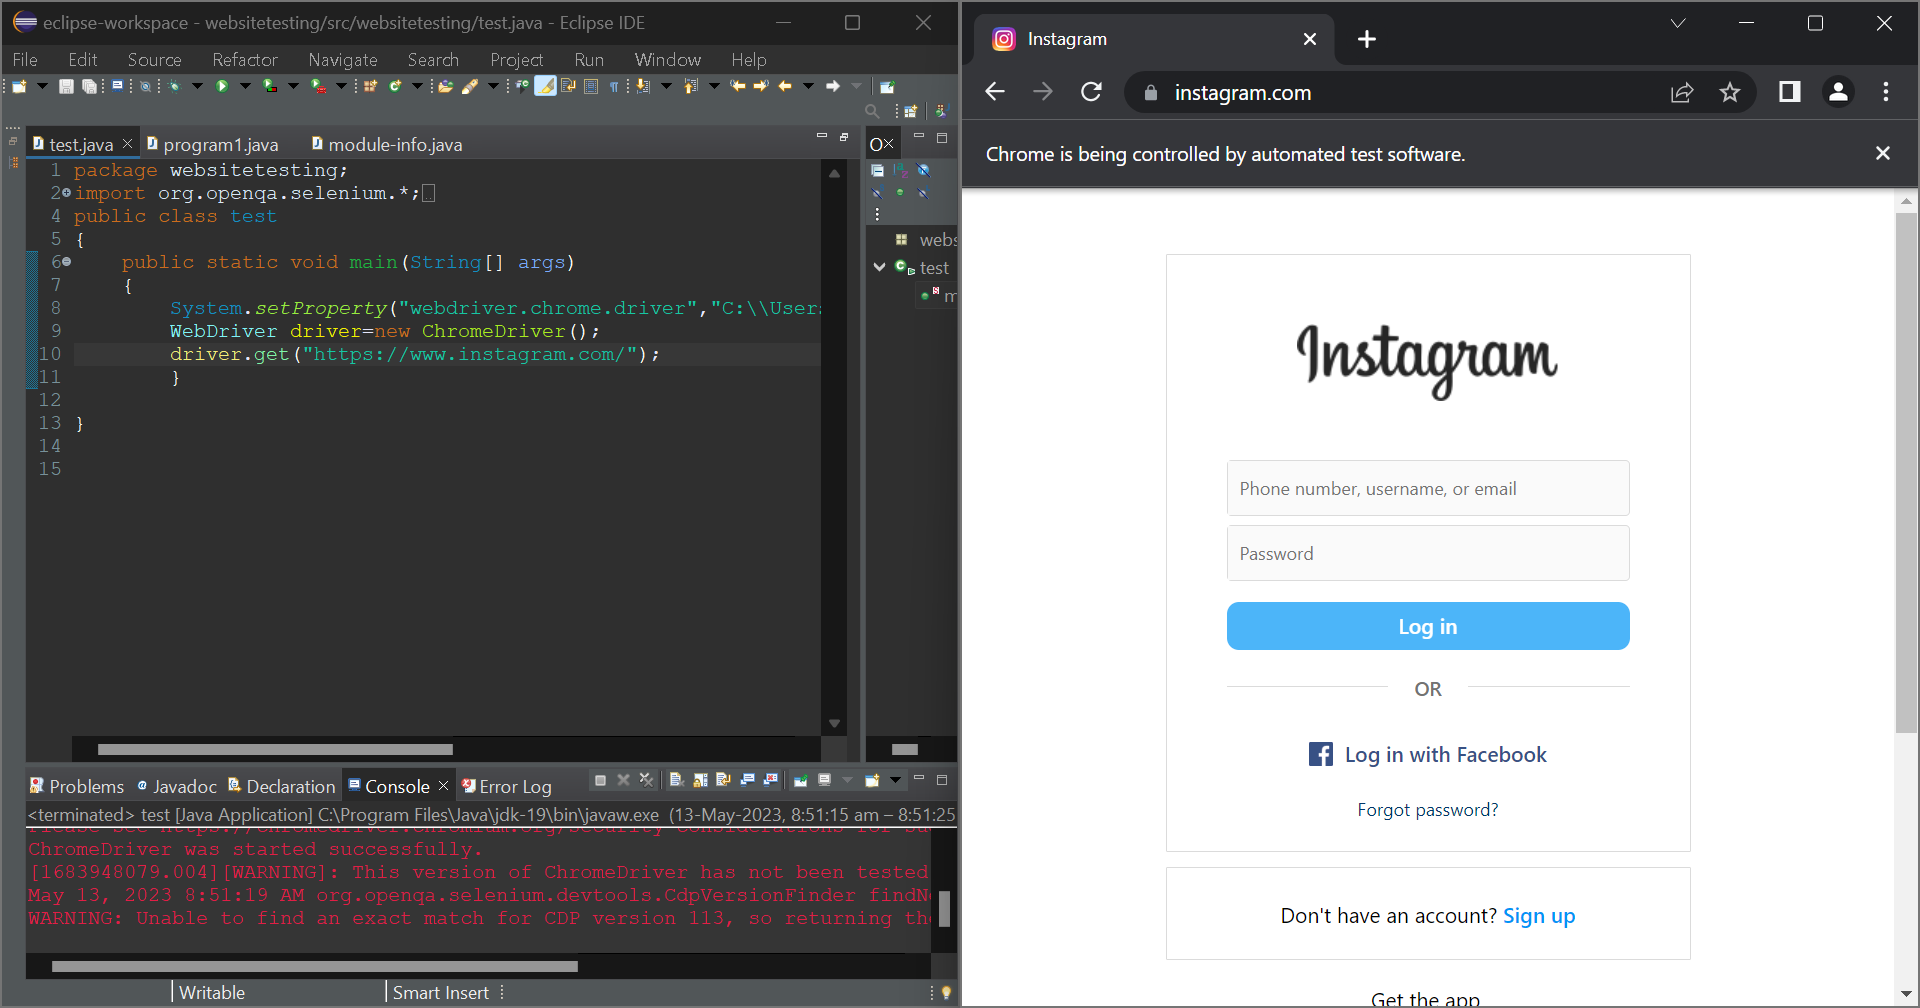 eclipse-workspace - websitetesting/src/websitetesting/test.java - Eclipse IDE
File Edit Source Refactor Navigate Search Project Run Window Help
test.java program1.java module-info.java
1 package websitetesting;
2 import org.openqa.selenium.*;
4 public class test
5 {
6 public static void main(String[] args)
7 {
8 System.setProperty("webdriver.chrome.driver","C:\\User
9 WebDriver driver=new ChromeDriver();
10 driver.get("https://www.instagram.com/");
11 }
12
13 }
14
15
O
webs
test
m
Problems Javadoc Declaration Console Error Log
<terminated> test [Java Application] C:\Program Files\Java\jdk-19\bin\javaw.exe (13-May-2023, 8:51:15 am – 8:51:25
ChromeDriver was started successfully.
[1683948079.004][WARNING]: This version of ChromeDriver has not been tested
May 13, 2023 8:51:19 AM org.openqa.selenium.devtools.CdpVersionFinder findN
WARNING: Unable to find an exact match for CDP version 113, so returning the
Writable Smart Insert
Instagram
instagram.com
Chrome is being controlled by automated test software.
Instagram
Phone number, username, or email
Password
Log in
OR
Log in with Facebook
Forgot password?
Don't have an account? Sign up
Get the app